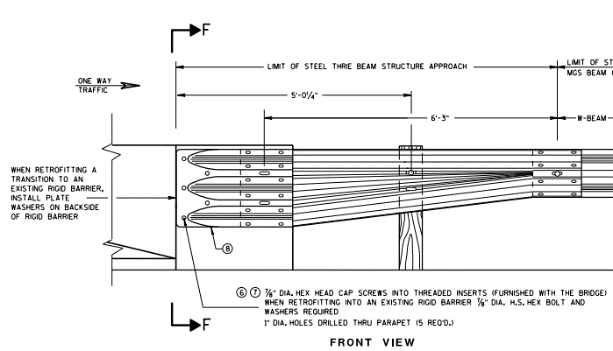 F
LIMIT OF STEEL THRIE BEAM STRUCTURE APPROACH
LIMIT OF ST
MGS BEAM
ONE WAY
TRAFFIC
5'-0¼"
6'-3"
W-BEAM
WHEN RETROFITTING A
TRANSITION TO AN
EXISTING RIGID BARRIER,
INSTALL PLATE
WASHERS ON BACKSIDE
OF RIGID BARRIER
8
6 7 ⅞" DIA. HEX HEAD CAP SCREWS INTO THREADED INSERTS (FURNISHED WITH THE BRIDGE)
WHEN RETROFITTING INTO AN EXISTING RIGID BARRIER ⅞" DIA. H.S. HEX BOLT AND
WASHERS REQUIRED
1" DIA. HOLES DRILLED THRU PARAPET (5 REQ'D.)
F
FRONT VIEW